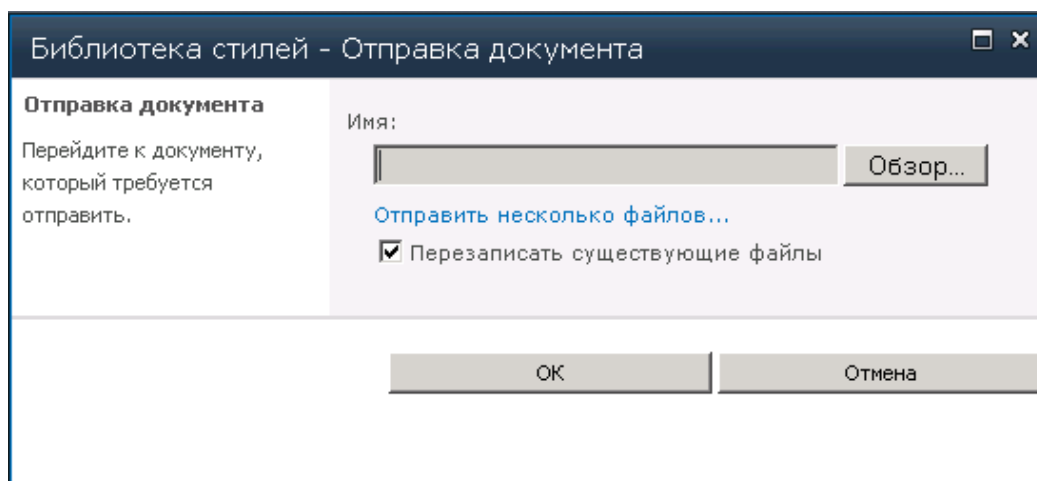 Библиотека стилей - Отправка документа
Отправка документа
Перейдите к документу,
который требуется
отправить.
Имя:
Обзор...
Отправить несколько файлов...
Перезаписать существующие файлы
ОК
Отмена